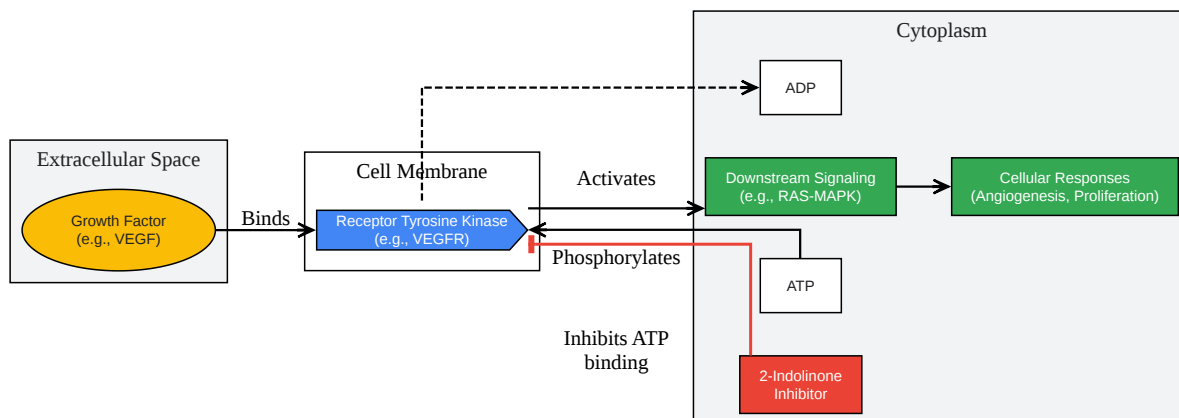 Cytoplasm
ADP
Extracellular Space
Cell Membrane
Activates
Downstream Signaling
(e.g., RAS-MAPK)
Cellular Responses
(Angiogenesis, Proliferation)
Growth Factor
(e.g., VEGF)
Binds
Receptor Tyrosine Kinase
(e.g., VEGFR)
Phosphorylates
ATP
Inhibits ATP
binding
2-Indolinone
Inhibitor